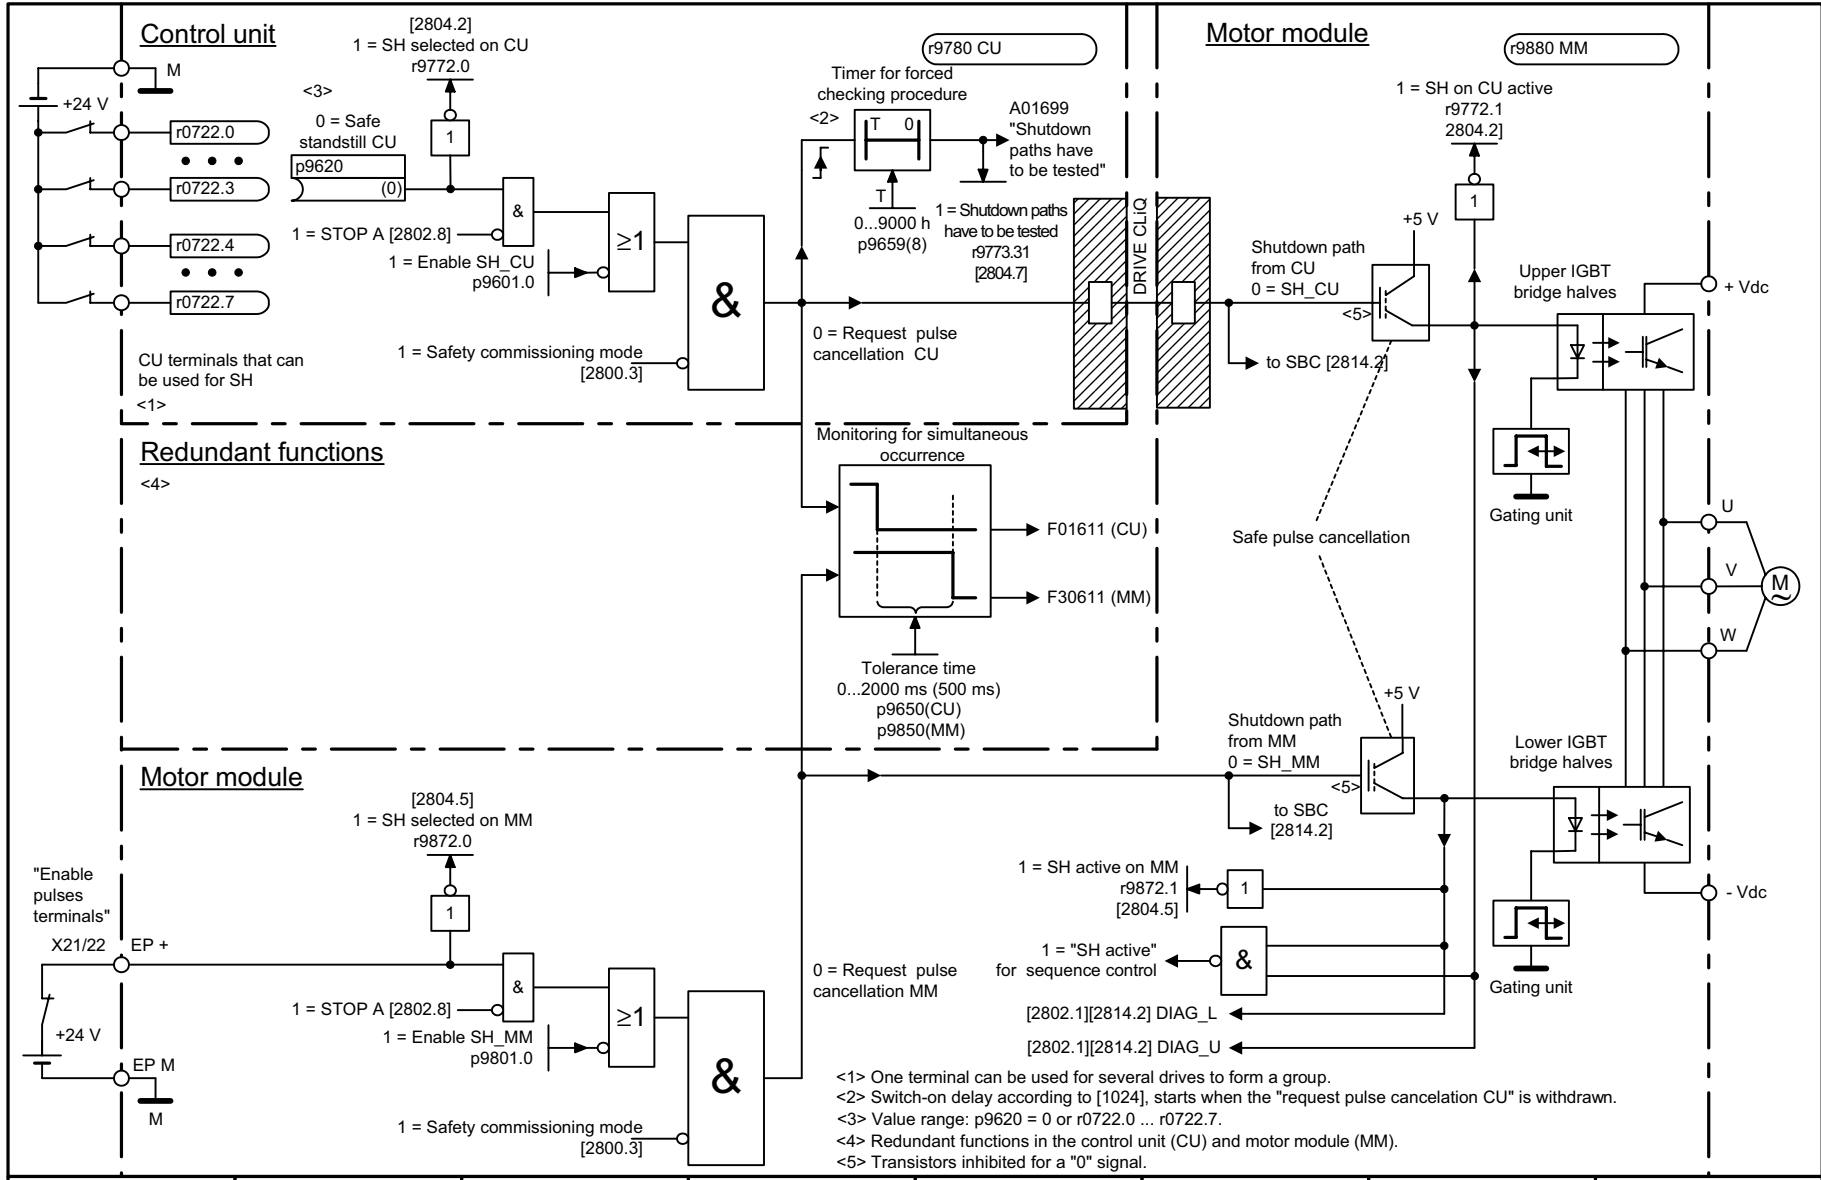 Control unit
[2804.2]
1 = SH selected on CU
r9772.0
r9780 CU
Motor module
r9880 MM
M
+24 V
<3>
0 = Safe
standstill CU
p9620
(0)
1
r0722.0
r0722.3
r0722.4
r0722.7
CU terminals that can
be used for SH
<1>
&
1 = STOP A [2802.8]
1 = Enable SH_CU
p9601.0
≥1
1 = Safety commissioning mode
[2800.3]
&
Timer for forced
checking procedure
<2>
T 0
T
0...9000 h
p9659(8)
A01699
"Shutdown
paths have
to be tested"
1 = Shutdown paths
have to be tested
r9773.31
[2804.7]
0 = Request pulse
cancellation CU
DRIVE CLiQ
1 = SH on CU active
r9772.1
2804.2]
1
+5 V
Shutdown path
from CU
0 = SH_CU
<5>
to SBC [2814.2]
Upper IGBT
bridge halves
+ Vdc
Gating unit
Redundant functions
<4>
Monitoring for simultaneous
occurrence
F01611 (CU)
F30611 (MM)
Tolerance time
0...2000 ms (500 ms)
p9650(CU)
p9850(MM)
Safe pulse cancellation
U
V
W
M
~
Motor module
[2804.5]
1 = SH selected on MM
r9872.0
1
"Enable
pulses
terminals"
X21/22
EP +
+24 V
EP M
M
&
1 = STOP A [2802.8]
1 = Enable SH_MM
p9801.0
≥1
1 = Safety commissioning mode
[2800.3]
&
0 = Request pulse
cancellation MM
+5 V
Shutdown path
from MM
0 = SH_MM
<5>
to SBC
[2814.2]
Lower IGBT
bridge halves
- Vdc
Gating unit
1 = SH active on MM
r9872.1
[2804.5]
1
1 = "SH active"
for sequence control
&
[2802.1][2814.2] DIAG_L
[2802.1][2814.2] DIAG_U
<1> One terminal can be used for several drives to form a group.
<2> Switch-on delay according to [1024], starts when the "request pulse cancelation CU" is withdrawn.
<3> Value range: p9620 = 0 or r0722.0 ... r0722.7.
<4> Redundant functions in the control unit (CU) and motor module (MM).
<5> Transistors inhibited for a "0" signal.